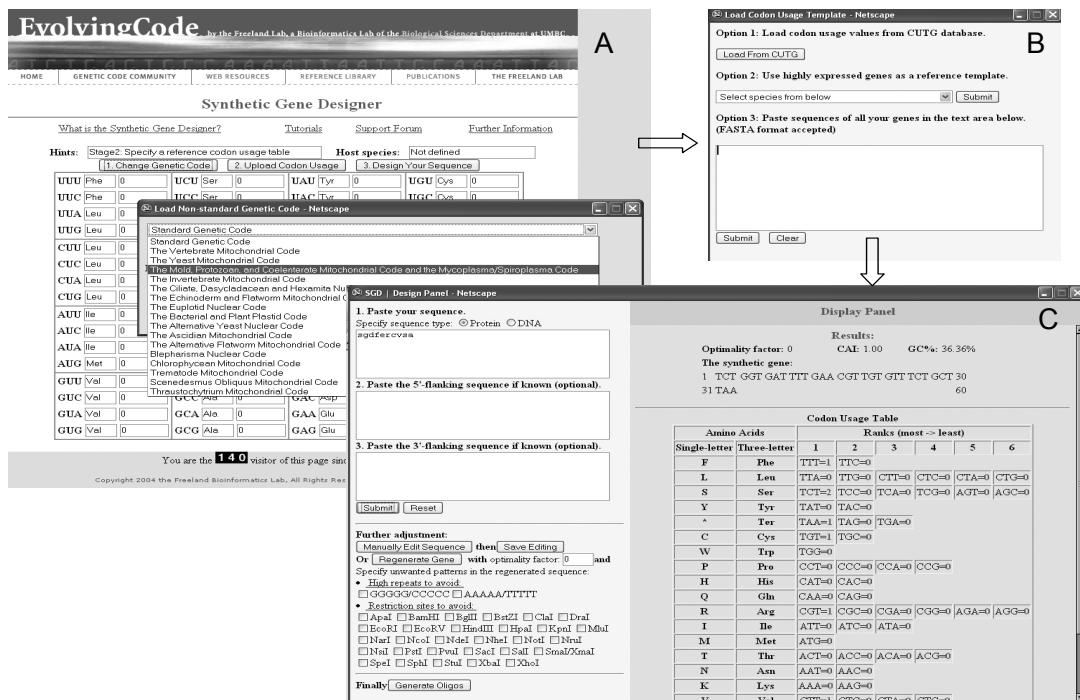 EvolvingCode by the Freeland Lab, a Bioinformatics Lab of the Biological Sciences Department at UMBC.
A
HOME GENETIC CODE COMMUNITY WEB RESOURCES REFERENCE LIBRARY PUBLICATIONS THE FREELAND LAB
Synthetic Gene Designer
What is the Synthetic Gene Designer? Tutorials Support Forum Further Information
Hints: Stage2: Specify a reference codon usage table Host species: Not defined
1. Change Genetic Code 2. Upload Codon Usage 3. Design Your Sequence
UUU Phe 0 UCU Ser 0 UAU Tyr 0 UGU Cys 0
UUC Phe 0 UCC Ser 0 UAC Tyr 0 UGC Cys 0
UUA Leu 0
UUG Leu 0
CUU Leu 0
CUC Leu 0
CUA Leu 0
CUG Leu 0
AUU Ile 0
AUC Ile 0
AUA Ile 0
AUG Met 0
GUU Val 0
GUC Val 0 GCC Ala 0 GAC Asp
GUA Val 0 GCA Ala 0 GAA Glu
GUG Val 0 GCG Ala 0 GAG Glu
You are the 140 visitor of this page
Copyright 2004 the Freeland Bioinformatics Lab, All Rights
Load Non-standard Genetic Code - Netscape
Standard Genetic Code
Standard Genetic Code
The Vertebrate Mitochondrial Code
The Yeast Mitochondrial Code
The Mold, Protozoan, and Coelenterate Mitochondrial Code and the Mycoplasma/Spiroplasma Code
The Invertebrate Mitochondrial Code
The Ciliate, Dasycladacean and Hexamita Nu
The Echinoderm and Flatworm Mitochondrial C
The Euplotid Nuclear Code
The Bacterial and Plant Plastid Code
The Alternative Yeast Nuclear Code
The Ascidian Mitochondrial Code
The Alternative Flatworm Mitochondrial Code
Blepharisma Nuclear Code
Chlorophycean Mitochondrial Code
Trematode Mitochondrial Code
Scenedesmus Obliquus Mitochondrial Code
Thraustochytrium Mitochondrial Code
Load Codon Usage Template - Netscape
B
Option 1: Load codon usage values from CUTG database.
Load From CUTG
Option 2: Use highly expressed genes as a reference template.
Select species from below Submit
Option 3: Paste sequences of all your genes in the text area below.
(FASTA format accepted)
Submit Clear
SGD | Design Panel - Netscape
C
1. Paste your sequence.
Specify sequence type: Protein DNA
sgdfercvsa
2. Paste the 5'-flanking sequence if known (optional).
3. Paste the 3'-flanking sequence if known (optional).
Submit Reset
Further adjustment:
Manually Edit Sequence then Save Editing
Or Regenerate Gene with optimality factor: 0 and
Specify unwanted patterns in the regenerated sequence:
• High repeats to avoid:
GGGGG/CCCCC AAAAA/TTTTT
• Restriction sites to avoid:
ApaI BamHI BglII BstZI ClaI DraI
EcoRI EcoRV HindIII HpaI KpnI MluI
NarI NcoI NdeI NheI NotI NruI
NsiI PstI PvuI SacI SalI SmaI/XmaI
SpeI SphI StuI XbaI XhoI
Finally Generate Oligos
Display Panel
Results:
Optimality factor: 0 CAI: 1.00 GC%: 36.36%
The synthetic gene:
1 TCT GGT GAT TTT GAA CGT TGT GTT TCT GCT 30
31 TAA 60
Codon Usage Table
Amino Acids Ranks (most -> least)
Single-letter Three-letter 1 2 3 4 5 6
F Phe TTT=1 TTC=0
L Leu TTA=0 TTG=0 CTT=0 CTC=0 CTA=0 CTG=0
S Ser TCT=2 TCC=0 TCA=0 TCG=0 AGT=0 AGC=0
Y Tyr TAT=0 TAC=0
* Ter TAA=1 TAG=0 TGA=0
C Cys TGT=1 TGC=0
W Trp TGG=0
P Pro CCT=0 CCC=0 CCA=0 CCG=0
H His CAT=0 CAC=0
Q Gln CAA=0 CAG=0
R Arg CGT=1 CGC=0 CGA=0 CGG=0 AGA=0 AGG=0
I Ile ATT=0 ATC=0 ATA=0
M Met ATG=0
T Thr ACT=0 ACC=0 ACA=0 ACG=0
N Asn AAT=0 AAC=0
K Lys AAA=0 AAG=0
V Val GTT=1 GTC=0 GTA=0 GTG=0